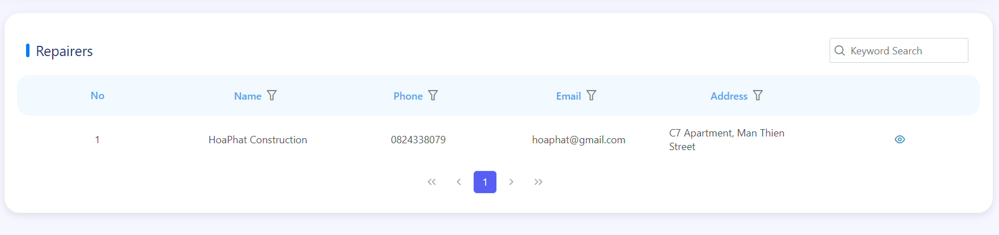 Repairers
Keyword Search
No Name Phone Email Address
1 HoaPhat Construction 0824338079 hoaphat@gmail.com C7 Apartment, Man Thien
Street
1